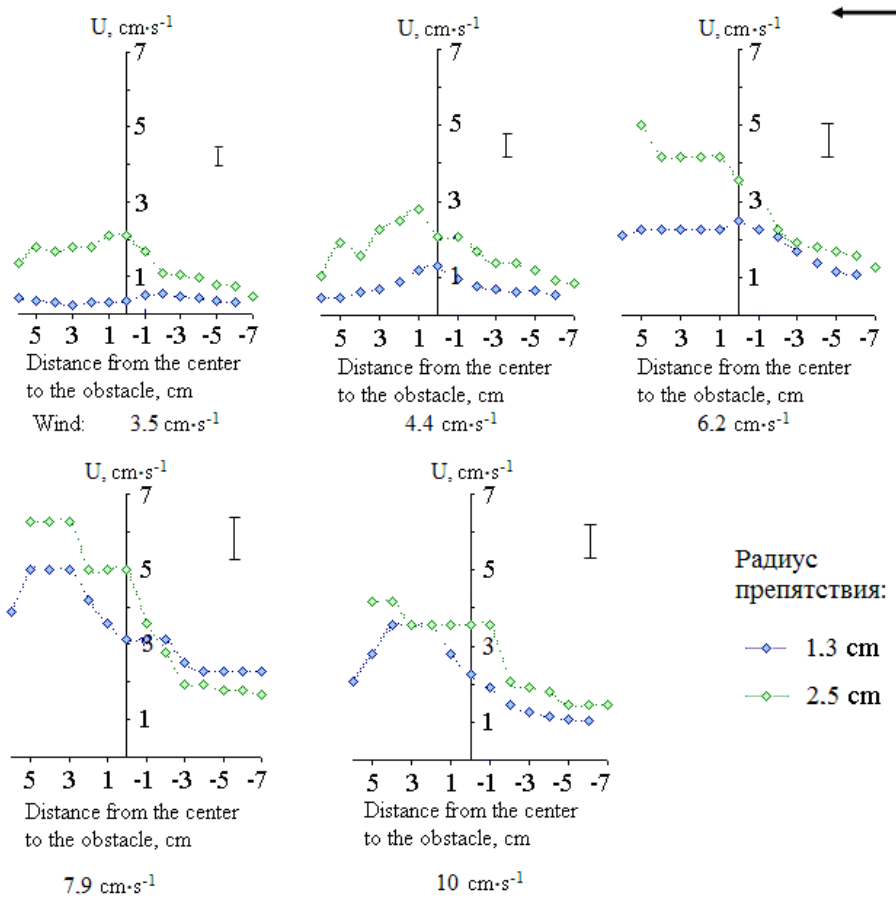 U, cm·s⁻¹
7
5
3
1
5 3 1 -1 -3 -5 -7
Distance from the center
to the obstacle, cm
Wind: 3.5 cm·s⁻¹
U, cm·s⁻¹
7
5
3
1
5 3 1 -1 -3 -5 -7
Distance from the center
to the obstacle, cm
4.4 cm·s⁻¹
U, cm·s⁻¹
7
5
3
1
5 3 1 -1 -3 -5 -7
Distance from the center
to the obstacle, cm
6.2 cm·s⁻¹
U, cm·s⁻¹
7
5
3
1
5 3 1 -1 -3 -5 -7
Distance from the center
to the obstacle, cm
7.9 cm·s⁻¹
U, cm·s⁻¹
7
5
3
1
5 3 1 -1 -3 -5 -7
Distance from the center
to the obstacle, cm
10 cm·s⁻¹
Радиус
препятствия:
1.3 cm
2.5 cm